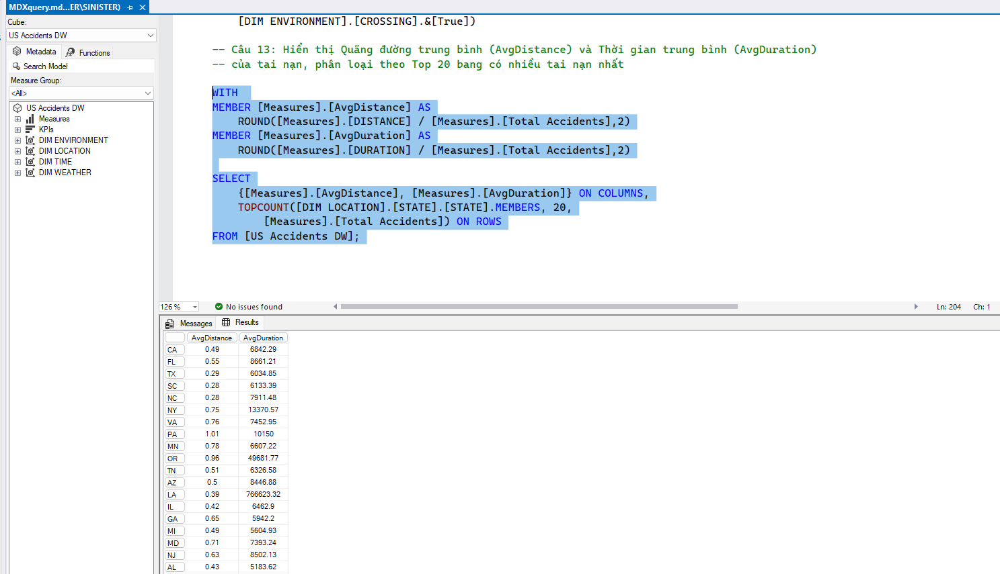 MDXquery.md...ER\SINISTER)
Cube:
US Accidents DW
Metadata
Functions
Search Model
Measure Group:
<All>
US Accidents DW
Measures
KPIs
DIM ENVIRONMENT
DIM LOCATION
DIM TIME
DIM WEATHER
[DIM ENVIRONMENT].[CROSSING].&[True])
-- Câu 13: Hiển thị Quãng đường trung bình (AvgDistance) và Thời gian trung bình (AvgDuration)
-- của tai nạn, phân loại theo Top 20 bang có nhiều tai nạn nhất
WITH
MEMBER [Measures].[AvgDistance] AS
ROUND([Measures].[DISTANCE] / [Measures].[Total Accidents],2)
MEMBER [Measures].[AvgDuration] AS
ROUND([Measures].[DURATION] / [Measures].[Total Accidents],2)
SELECT
{[Measures].[AvgDistance], [Measures].[AvgDuration]} ON COLUMNS,
TOPCOUNT([DIM LOCATION].[STATE].[STATE].MEMBERS, 20,
[Measures].[Total Accidents]) ON ROWS
FROM [US Accidents DW];
126 %
No issues found
Ln: 204
Ch: 1
Messages
Results
AvgDistance AvgDuration
CA 0.49 6842.29
FL 0.55 8661.21
TX 0.29 6034.85
SC 0.28 6133.39
NC 0.28 7911.48
NY 0.75 13370.57
VA 0.76 7452.95
PA 1.01 10150
MN 0.78 6607.22
OR 0.96 49681.77
TN 0.51 6326.58
AZ 0.5 8446.88
LA 0.39 766623.32
IL 0.42 6462.9
GA 0.65 5942.2
MI 0.49 5604.93
MD 0.71 7393.24
NJ 0.63 8502.13
AL 0.43 5183.62